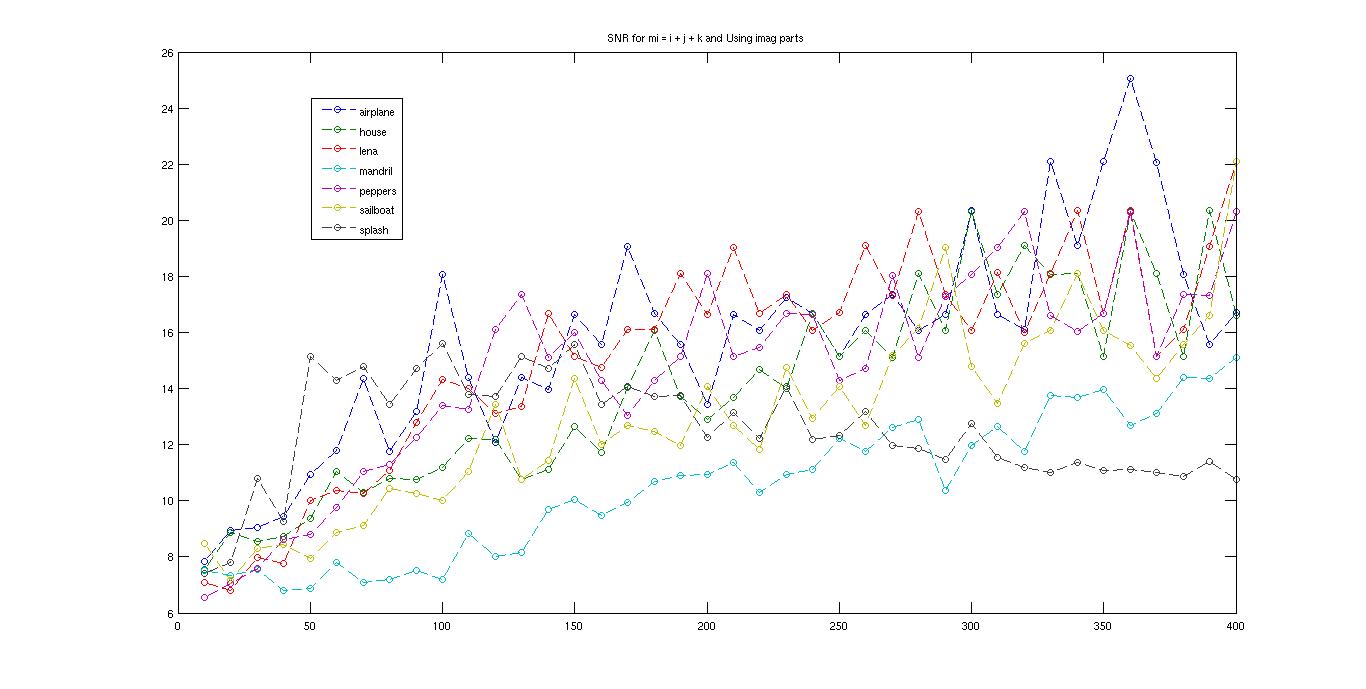 SNR for mi = i + j + k and Using imag parts
26
24
22
20
18
16
14
12
10
8
6
airplane
house
lena
mandril
peppers
sailboat
splash
0 50 100 150 200 250 300 350 400